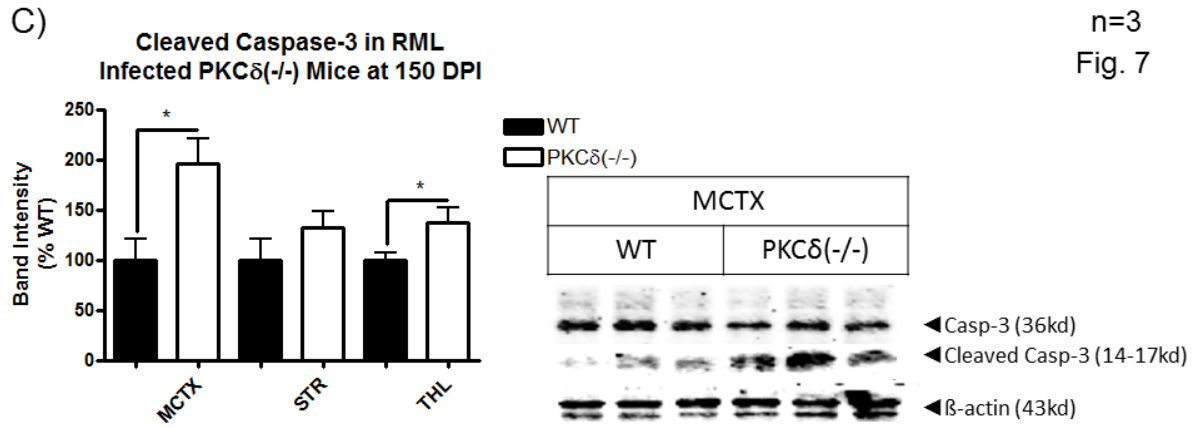 C)
n=3
Fig. 7
Cleaved Caspase-3 in RML
Infected PKCδ(-/-) Mice at 150 DPI
250
200
150
100
50
0
Band Intensity
(% WT)
*
*
MCTX
STR
THL
WT
PKCδ(-/-)
MCTX
WT PKCδ(-/-)
◄Casp-3 (36kd)
◄Cleaved Casp-3 (14-17kd)
◄ß-actin (43kd)